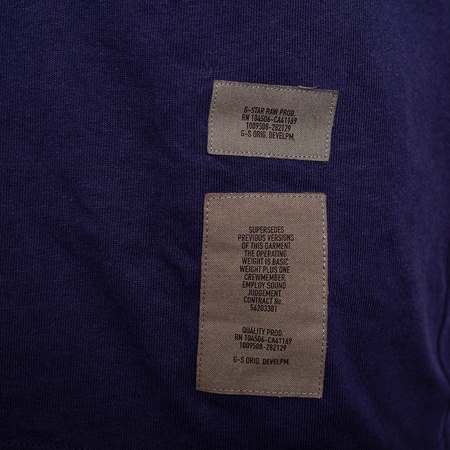 G-STAR RAW PROD.
RN 104506-CA41169
1009508-282129
G-S ORIG. DEVELPM.
SUPERSEDES
PREVIOUS VERSIONS
OF THIS GARMENT.
THE OPERATING
WEIGHT IS BASIC
WEIGHT PLUS ONE
CREWMEMBER,
EMPLOY SOUND
JUDGEMENT
CONTRACT No.
56283301
QUALITY PROD.
RN 104506-CA41169
1009508-282129
G-S ORIG. DEVELPM.